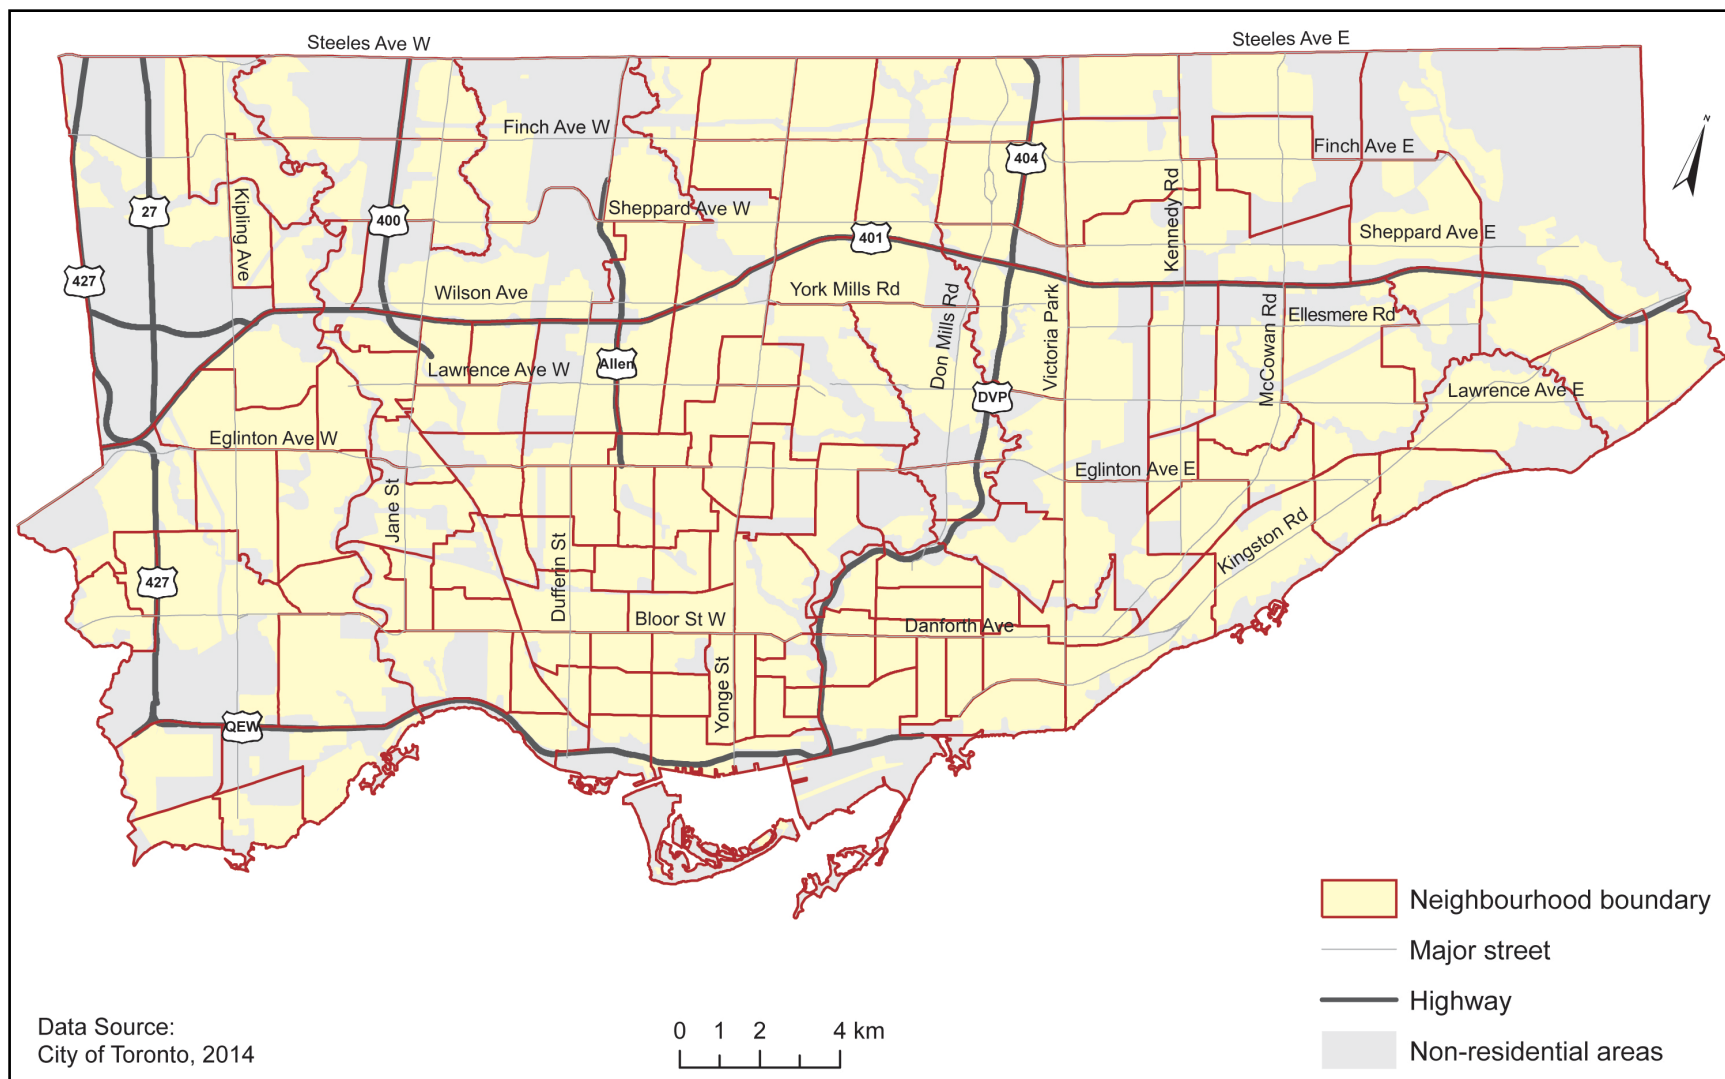 Steeles Ave W
Steeles Ave E
N
Finch Ave W
Finch Ave E
404
27
Kipling Ave
400
Sheppard Ave W
Kennedy Rd
401
Sheppard Ave E
427
Wilson Ave
York Mills Rd
Don Mills Rd
Victoria Park
McCowan Rd
Ellesmere Rd
Allen
Lawrence Ave W
DVP
Lawrence Ave E
Eglinton Ave W
Eglinton Ave E
Jane St
Dufferin St
Kingston Rd
427
Bloor St W
Danforth Ave
Yonge St
QEW
Neighbourhood boundary
Major street
Highway
Non-residential areas
Data Source:
City of Toronto, 2014
0 1 2 4 km